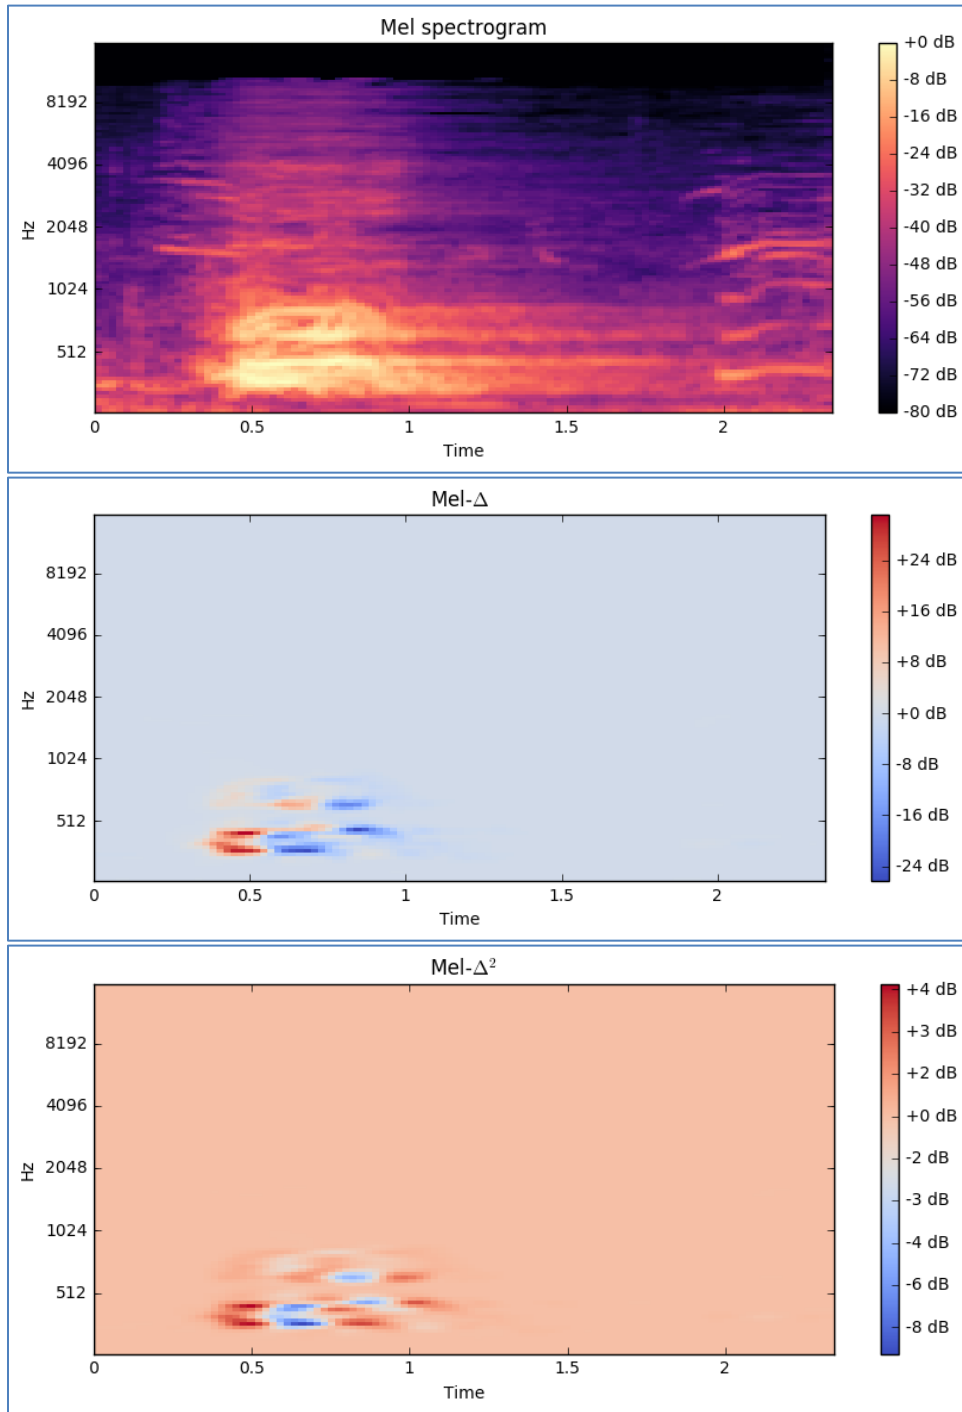 Mel spectrogram
+0 dB
-8 dB
-16 dB
-24 dB
-32 dB
-40 dB
-48 dB
-56 dB
-64 dB
-72 dB
-80 dB
8192
4096
2048
1024
512
Hz
0 0.5 1 1.5 2
Time
Mel-Δ
+24 dB
+16 dB
+8 dB
+0 dB
-8 dB
-16 dB
-24 dB
8192
4096
2048
1024
512
Hz
0 0.5 1 1.5 2
Time
Mel-Δ²
+4 dB
+3 dB
+2 dB
+0 dB
-2 dB
-3 dB
-4 dB
-6 dB
-8 dB
8192
4096
2048
1024
512
Hz
0 0.5 1 1.5 2
Time